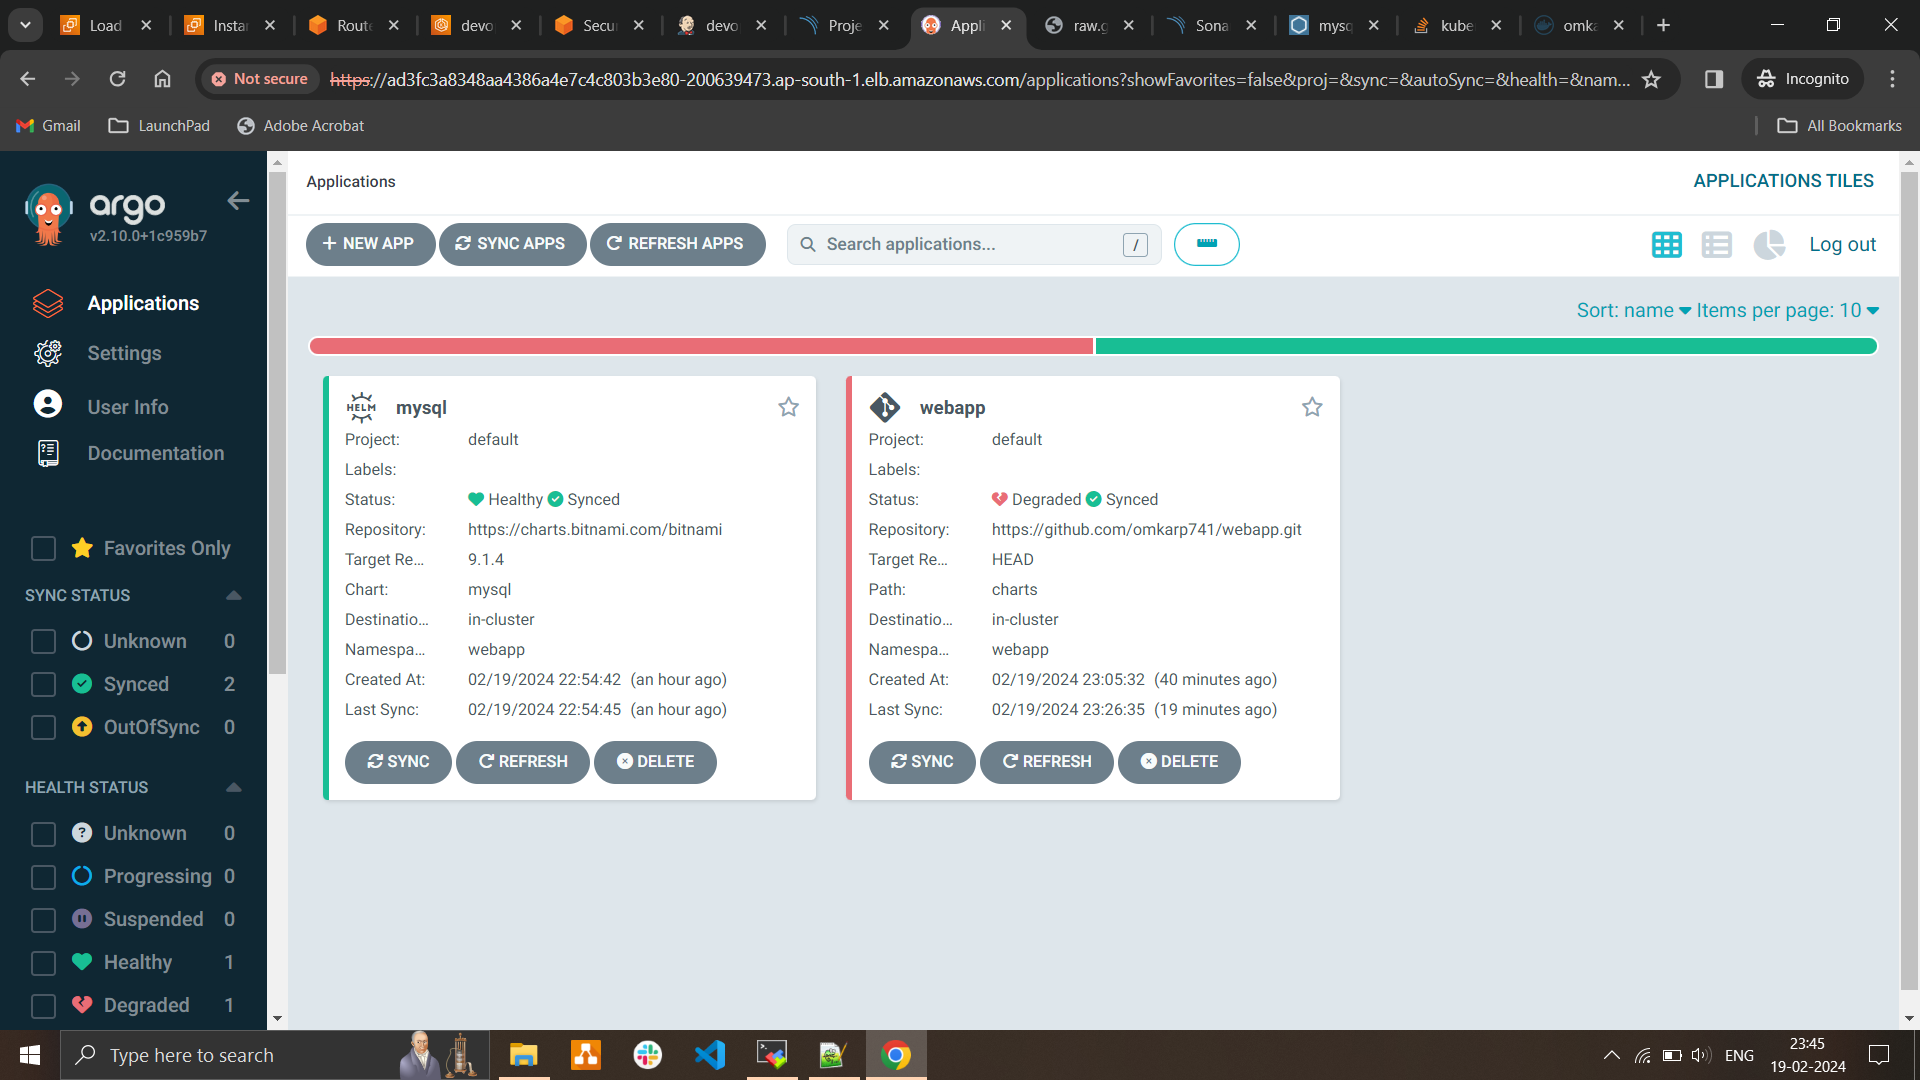 Load
Instan
Route
devo
Secu
devo
Proje
Appli
raw.g
Sona
mysq
kube
omka
Not secure
https://ad3fc3a8348aa4386a4e7c4c803b3e80-200639473.ap-south-1.elb.amazonaws.com/applications?showFavorites=false&proj=&sync=&autoSync=&health=&nam...
Incognito
Gmail
LaunchPad
Adobe Acrobat
All Bookmarks
argo
v2.10.0+1c959b7
Applications
Settings
User Info
Documentation
Favorites Only
SYNC STATUS
Unknown 0
Synced 2
OutOfSync 0
HEALTH STATUS
Unknown 0
Progressing 0
Suspended 0
Healthy 1
Degraded 1
Applications
APPLICATIONS TILES
+ NEW APP
SYNC APPS
REFRESH APPS
Search applications...
/
Log out
Sort: name
Items per page: 10
HELM
mysql
Project: default
Labels:
Status: Healthy Synced
Repository: https://charts.bitnami.com/bitnami
Target Re... 9.1.4
Chart: mysql
Destinatio... in-cluster
Namespa... webapp
Created At: 02/19/2024 22:54:42 (an hour ago)
Last Sync: 02/19/2024 22:54:45 (an hour ago)
SYNC
REFRESH
DELETE
webapp
Project: default
Labels:
Status: Degraded Synced
Repository: https://github.com/omkarp741/webapp.git
Target Re... HEAD
Path: charts
Destinatio... in-cluster
Namespa... webapp
Created At: 02/19/2024 23:05:32 (40 minutes ago)
Last Sync: 02/19/2024 23:26:35 (19 minutes ago)
SYNC
REFRESH
DELETE
Type here to search
ENG
23:45
19-02-2024